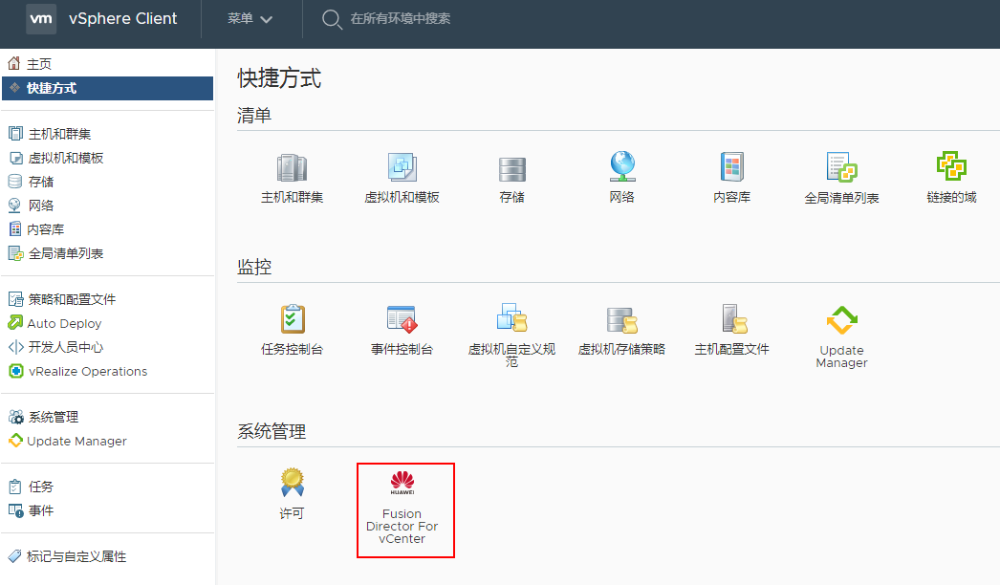 vm vSphere Client 菜单 在所有环境中搜索
主页
快捷方式
主机和群集
虚拟机和模板
存储
网络
内容库
全局清单列表
策略和配置文件
Auto Deploy
开发人员中心
vRealize Operations
系统管理
Update Manager
任务
事件
标记与自定义属性
快捷方式
清单
主机和群集 虚拟机和模板 存储 网络 内容库 全局清单列表 链接的域
监控
任务控制台 事件控制台 虚拟机自定义规
范 虚拟机存储策略 主机配置文件 Update
Manager
系统管理
许可
HUAWEI
Fusion
Director For
vCenter